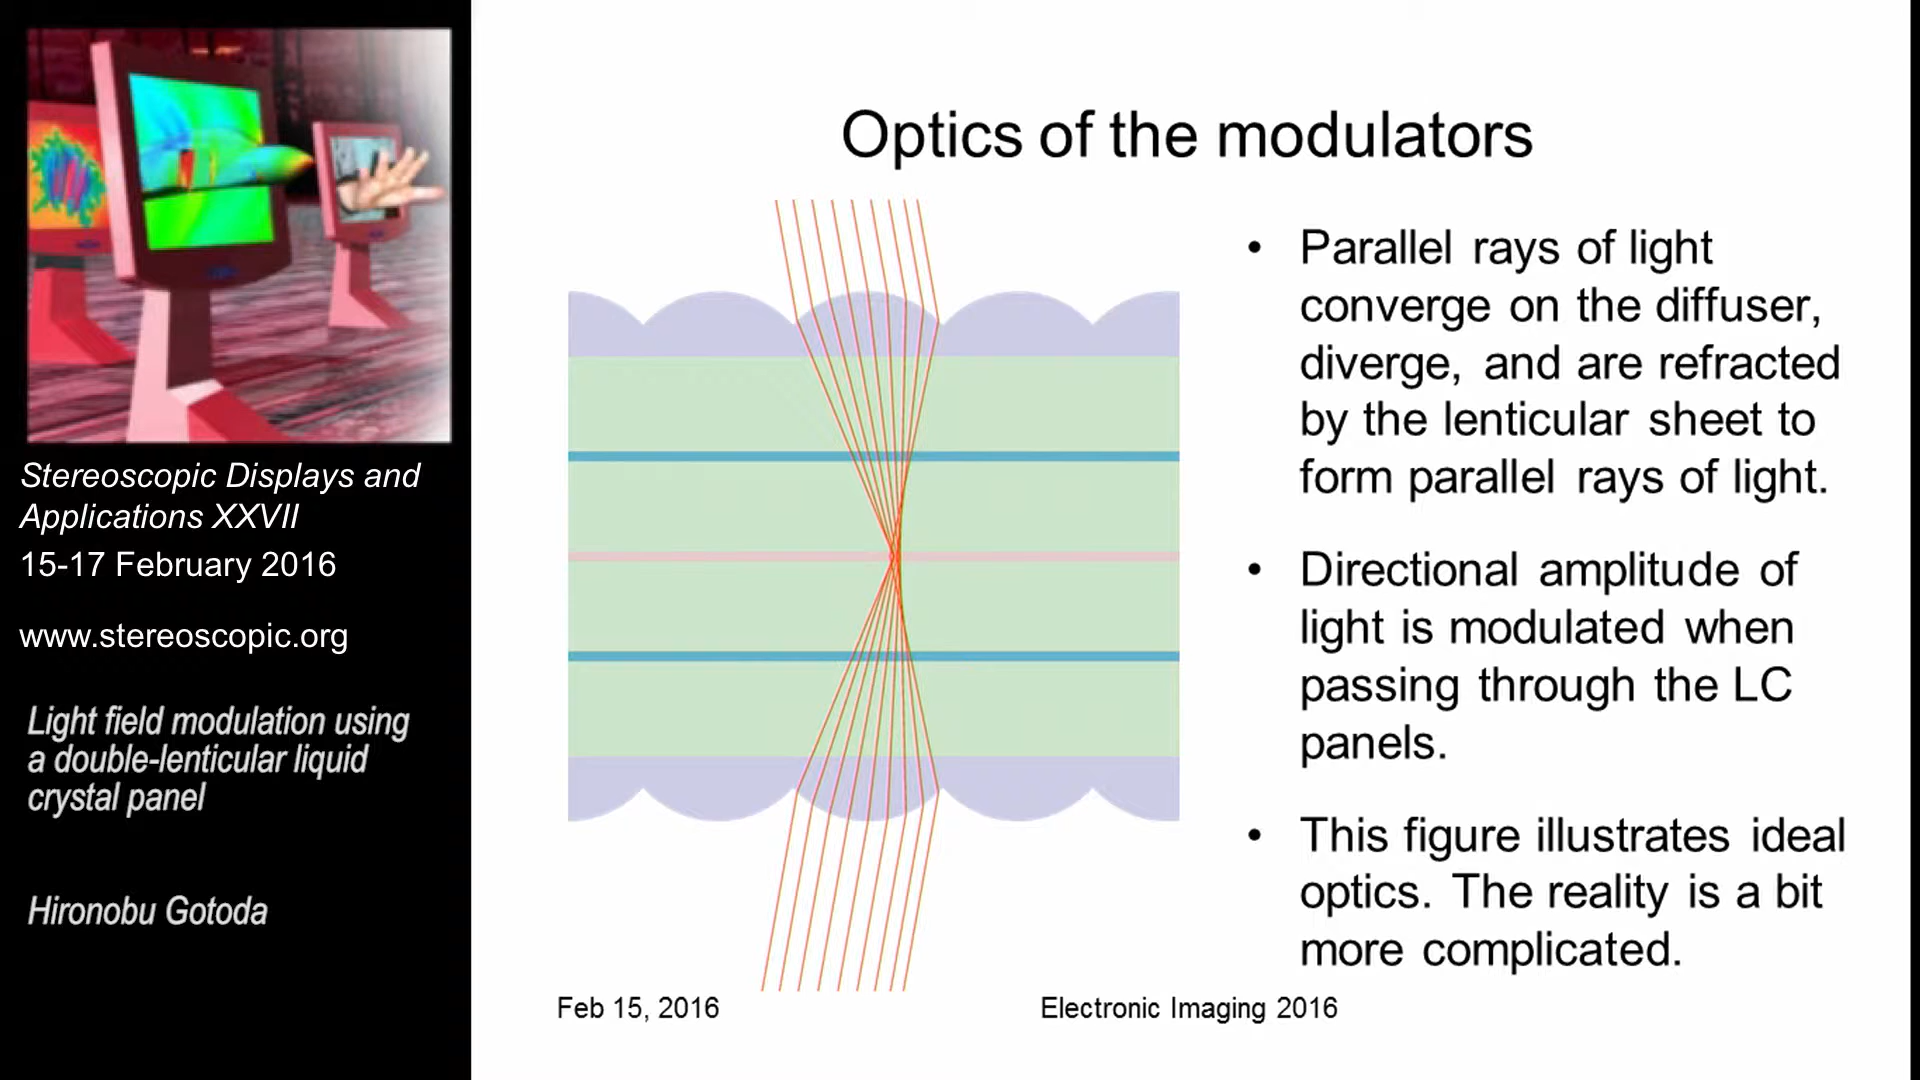 Stereoscopic Displays and
Applications XXVII
15-17 February 2016
www.stereoscopic.org
Light field modulation using
a double-lenticular liquid
crystal panel
Hironobu Gotoda
Optics of the modulators
• Parallel rays of light
converge on the diffuser,
diverge, and are refracted
by the lenticular sheet to
form parallel rays of light.
• Directional amplitude of
light is modulated when
passing through the LC
panels.
• This figure illustrates ideal
optics. The reality is a bit
more complicated.
Feb 15, 2016
Electronic Imaging 2016